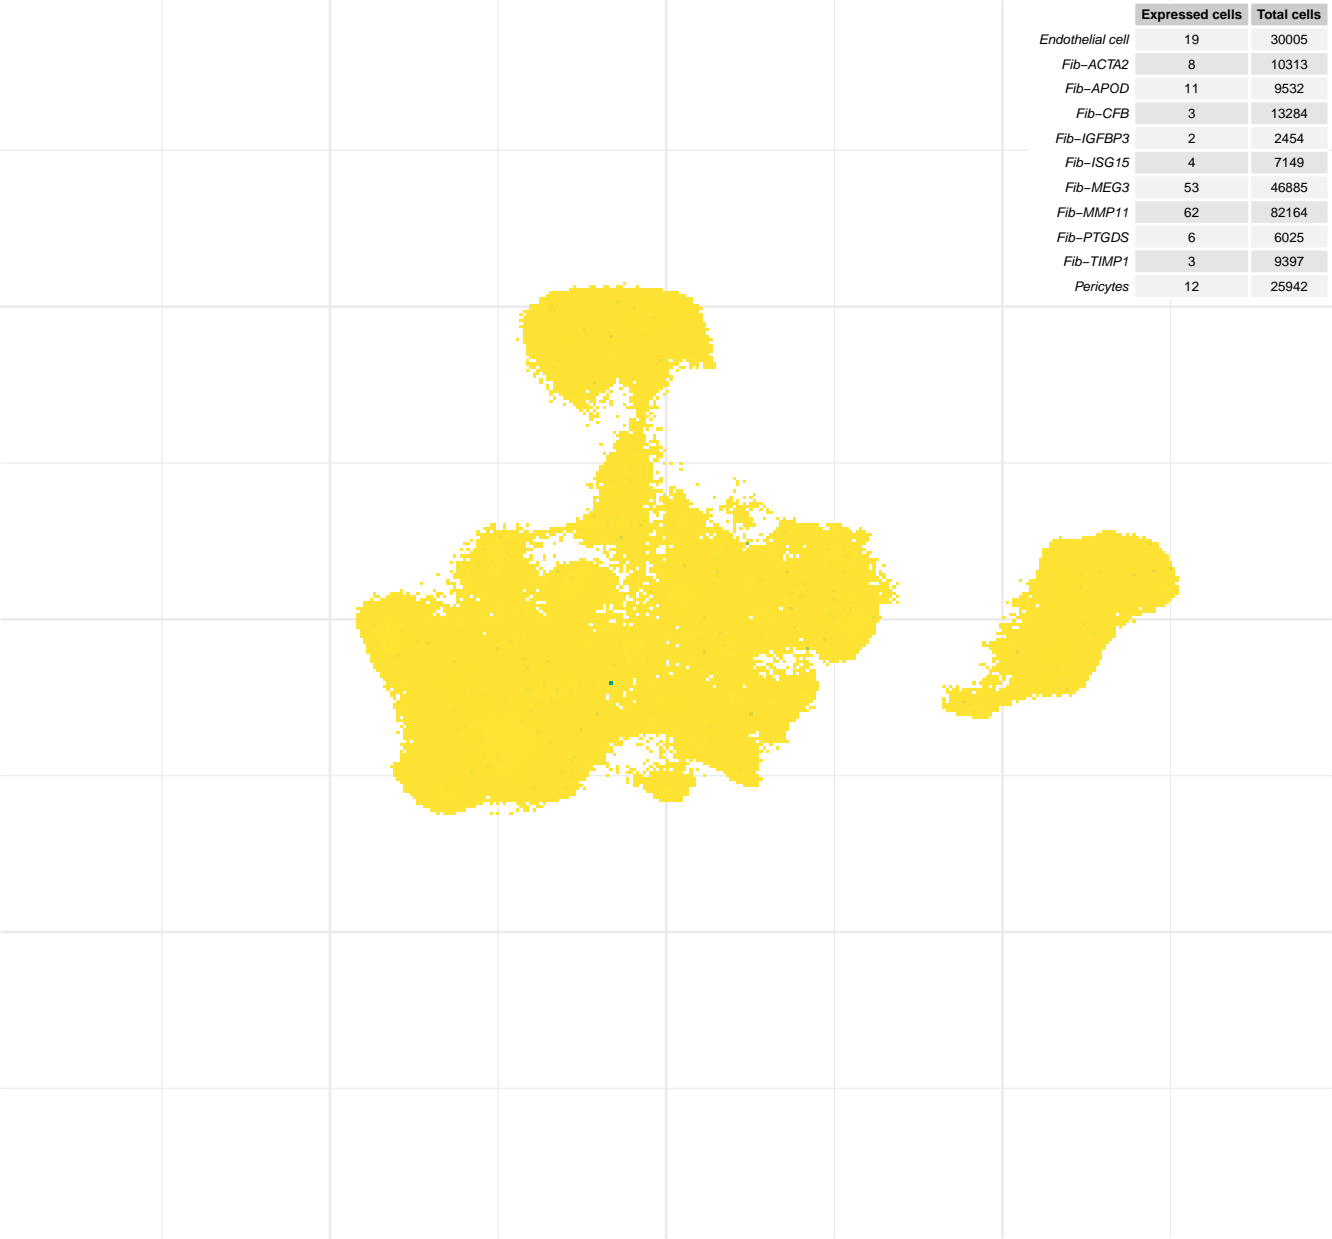 Expressed cells Total cells
Endothelial cell 19 30005
Fib−ACTA2 8 10313
Fib−APOD 11 9532
Fib−CFB 3 13284
Fib−IGFBP3 2 2454
Fib−ISG15 4 7149
Fib−MEG3 53 46885
Fib−MMP11 62 82164
Fib−PTGDS 6 6025
Fib−TIMP1 3 9397
Pericytes 12 25942